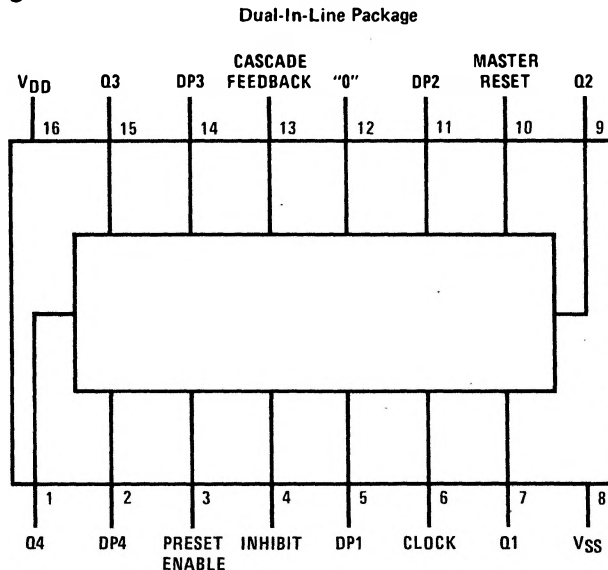 Dual-In-Line Package
CASCADE MASTER
VDD Q3 DP3 FEEDBACK "0" DP2 RESET Q2
16 15 14 13 12 11 10 9
1 2 3 4 5 6 7 8
Q4 DP4 PRESET INHIBIT DP1 CLOCK Q1 VSS
ENABLE